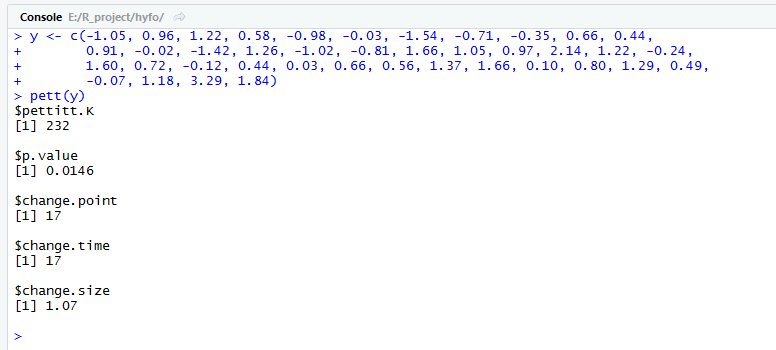 Console E:/R_project/hyfo/
> y <- c(-1.05, 0.96, 1.22, 0.58, -0.98, -0.03, -1.54, -0.71, -0.35, 0.66, 0.44,
+ 0.91, -0.02, -1.42, 1.26, -1.02, -0.81, 1.66, 1.05, 0.97, 2.14, 1.22, -0.24,
+ 1.60, 0.72, -0.12, 0.44, 0.03, 0.66, 0.56, 1.37, 1.66, 0.10, 0.80, 1.29, 0.49,
+ -0.07, 1.18, 3.29, 1.84)
> pett(y)
$pettitt.K
[1] 232
$p.value
[1] 0.0146
$change.point
[1] 17
$change.time
[1] 17
$change.size
[1] 1.07
>